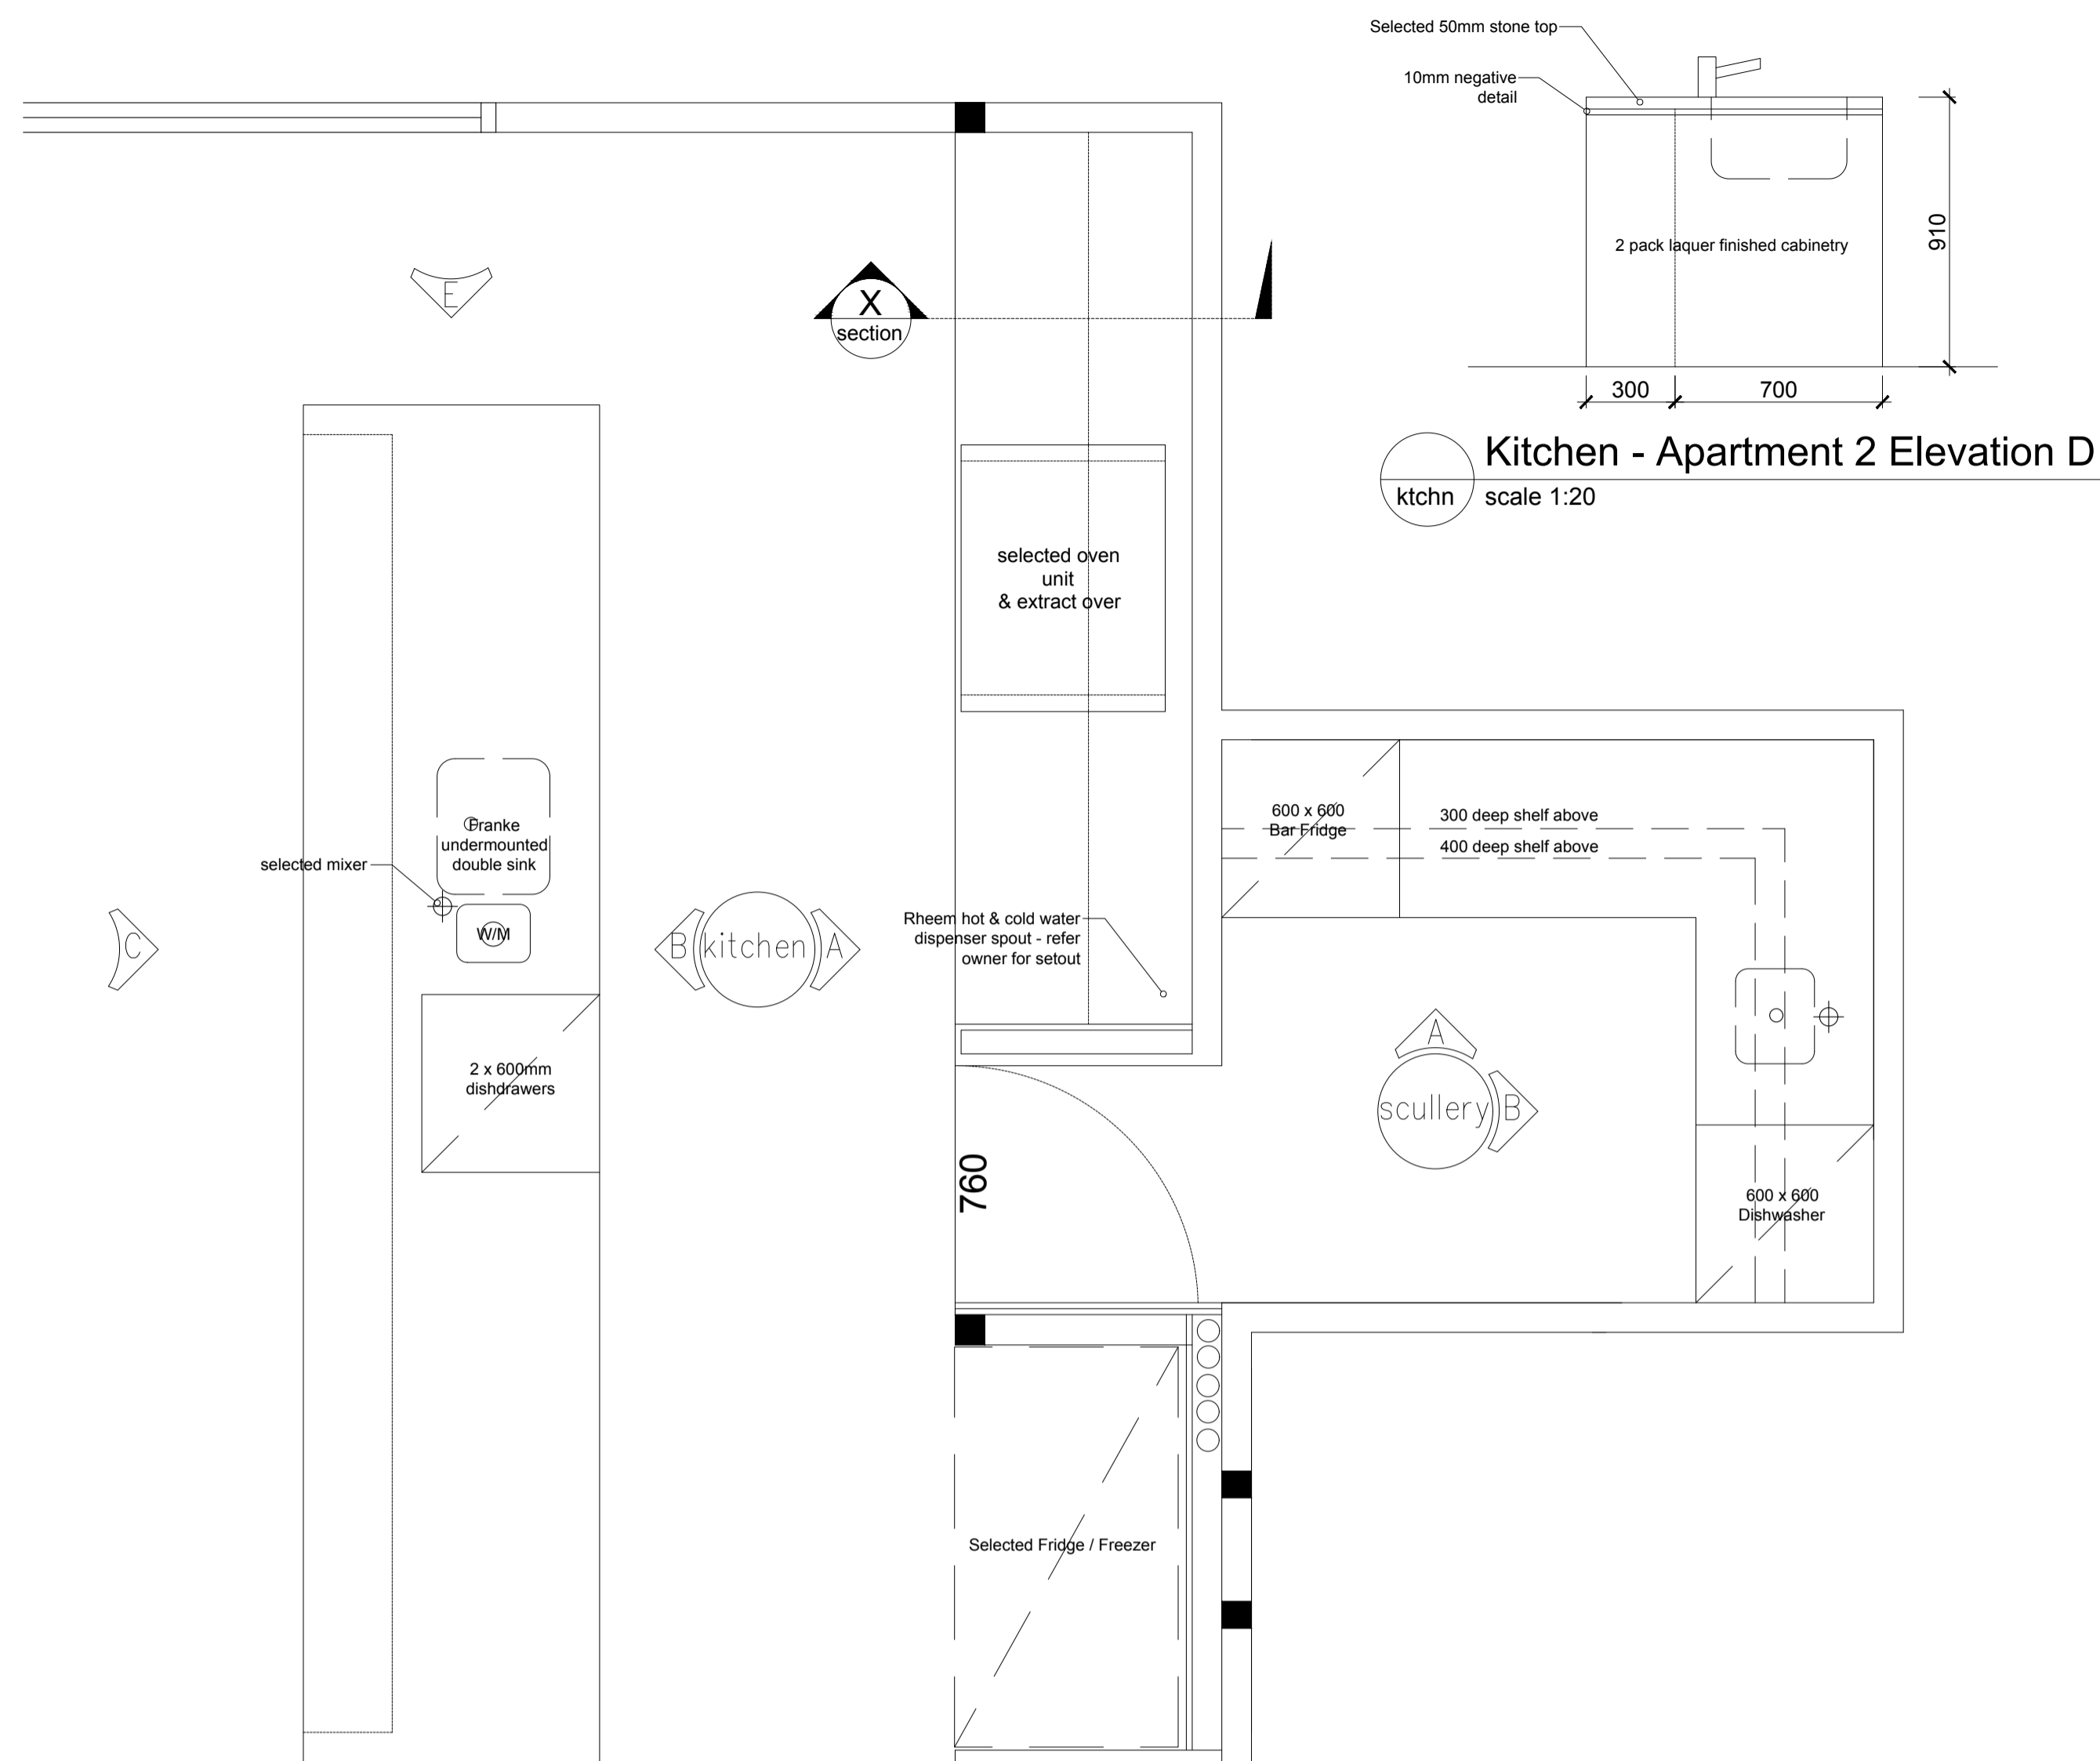 Selected 50mm stone top
10mm negative
detail
2 pack laquer finished cabinetry
910
300
700
Kitchen - Apartment 2 Elevation D
ktchn
scale 1:20
E
X
section
selected oven
unit
& extract over
Franke
undermounted
double sink
selected mixer
W/M
C
B
kitchen
A
Rheem hot & cold water
dispenser spout - refer
owner for setout
600 x 600
Bar Fridge
300 deep shelf above
400 deep shelf above
2 x 600mm
dishdrawers
A
scullery
B
760
600 x 600
Dishwasher
Selected Fridge / Freezer